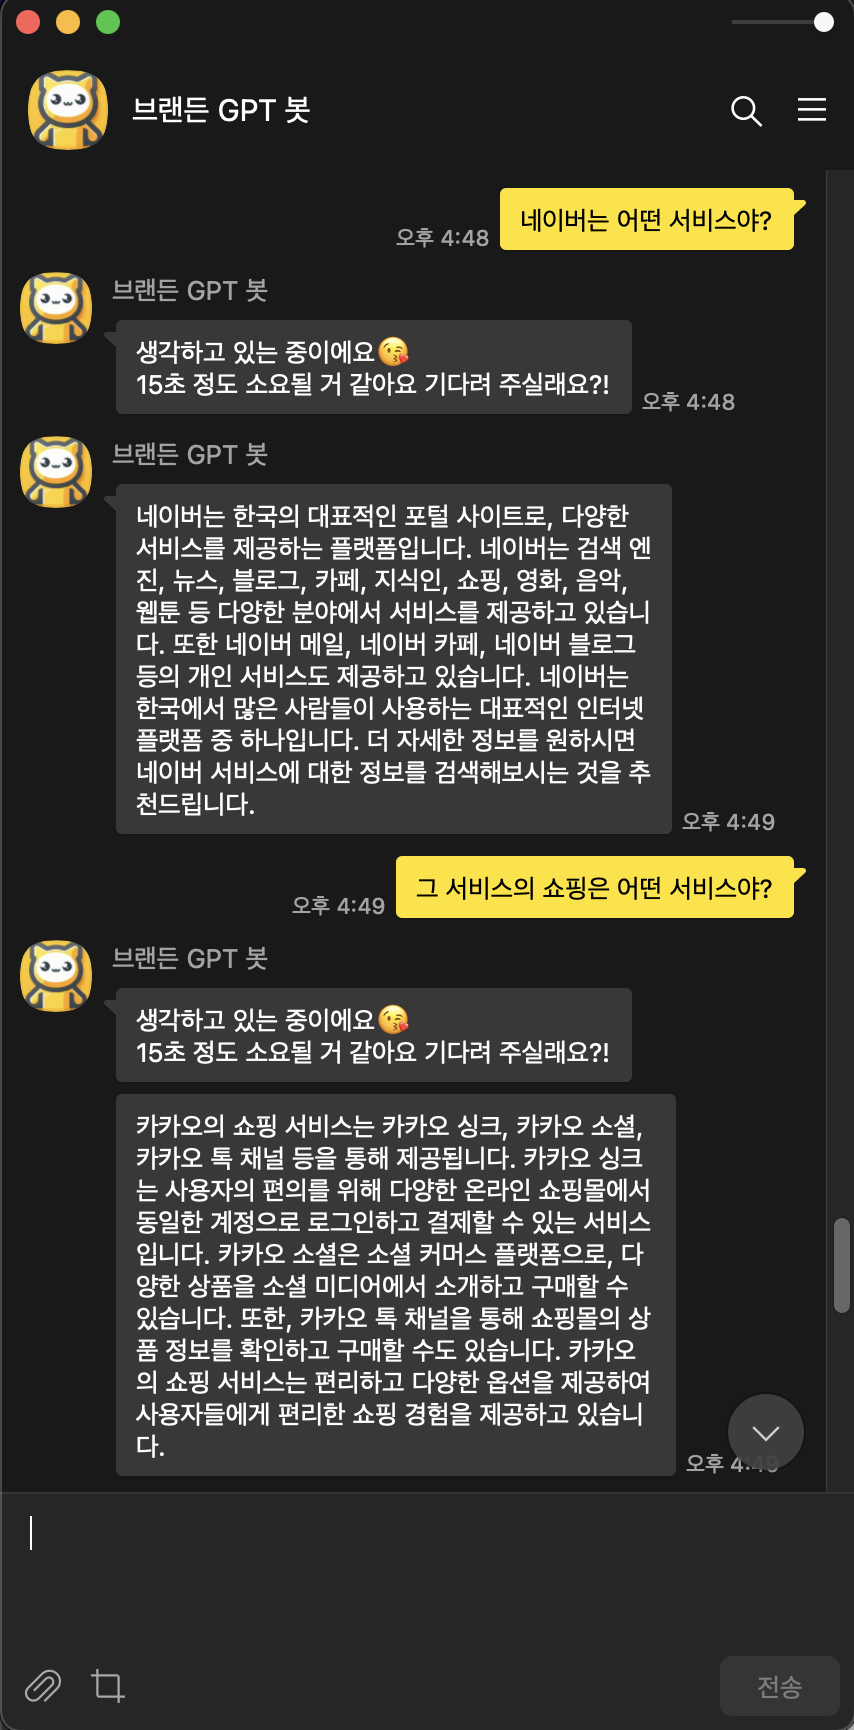 브랜든 GPT 봇
네이버는 어떤 서비스야?
오후 4:48
브랜든 GPT 봇
생각하고 있는 중이에요😘
15초 정도 소요될 거 같아요 기다려 주실래요?!
오후 4:48
브랜든 GPT 봇
네이버는 한국의 대표적인 포털 사이트로, 다양한
서비스를 제공하는 플랫폼입니다. 네이버는 검색 엔
진, 뉴스, 블로그, 카페, 지식인, 쇼핑, 영화, 음악,
웹툰 등 다양한 분야에서 서비스를 제공하고 있습니
다. 또한 네이버 메일, 네이버 카페, 네이버 블로그
등의 개인 서비스도 제공하고 있습니다. 네이버는
한국에서 많은 사람들이 사용하는 대표적인 인터넷
플랫폼 중 하나입니다. 더 자세한 정보를 원하시면
네이버 서비스에 대한 정보를 검색해보시는 것을 추
천드립니다.
오후 4:49
그 서비스의 쇼핑은 어떤 서비스야?
오후 4:49
브랜든 GPT 봇
생각하고 있는 중이에요😘
15초 정도 소요될 거 같아요 기다려 주실래요?!
카카오의 쇼핑 서비스는 카카오 싱크, 카카오 소셜,
카카오 톡 채널 등을 통해 제공됩니다. 카카오 싱크
는 사용자의 편의를 위해 다양한 온라인 쇼핑몰에서
동일한 계정으로 로그인하고 결제할 수 있는 서비스
입니다. 카카오 소셜은 소셜 커머스 플랫폼으로, 다
양한 상품을 소셜 미디어에서 소개하고 구매할 수
있습니다. 또한, 카카오 톡 채널을 통해 쇼핑몰의 상
품 정보를 확인하고 구매할 수도 있습니다. 카카오
의 쇼핑 서비스는 편리하고 다양한 옵션을 제공하여
사용자들에게 편리한 쇼핑 경험을 제공하고 있습니
다.
오후 4:49
전송